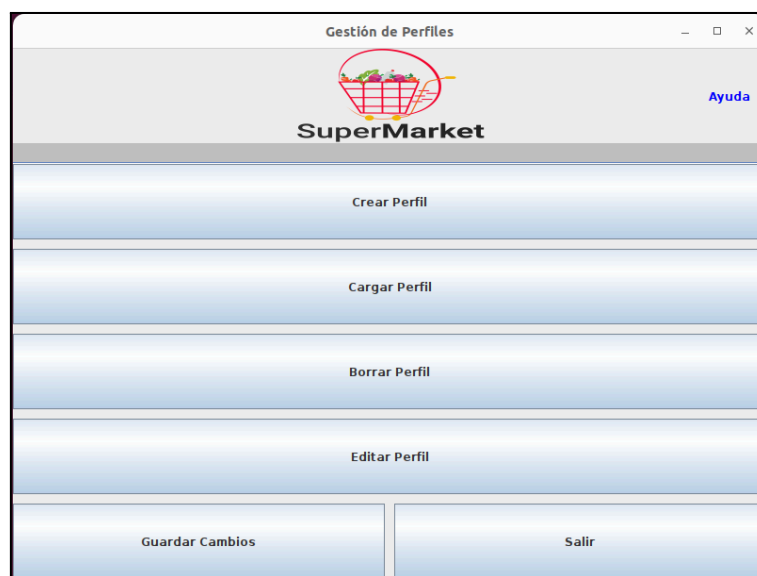 Gestión de Perfiles
SuperMarket
Ayuda
Crear Perfil
Cargar Perfil
Borrar Perfil
Editar Perfil
Guardar Cambios
Salir